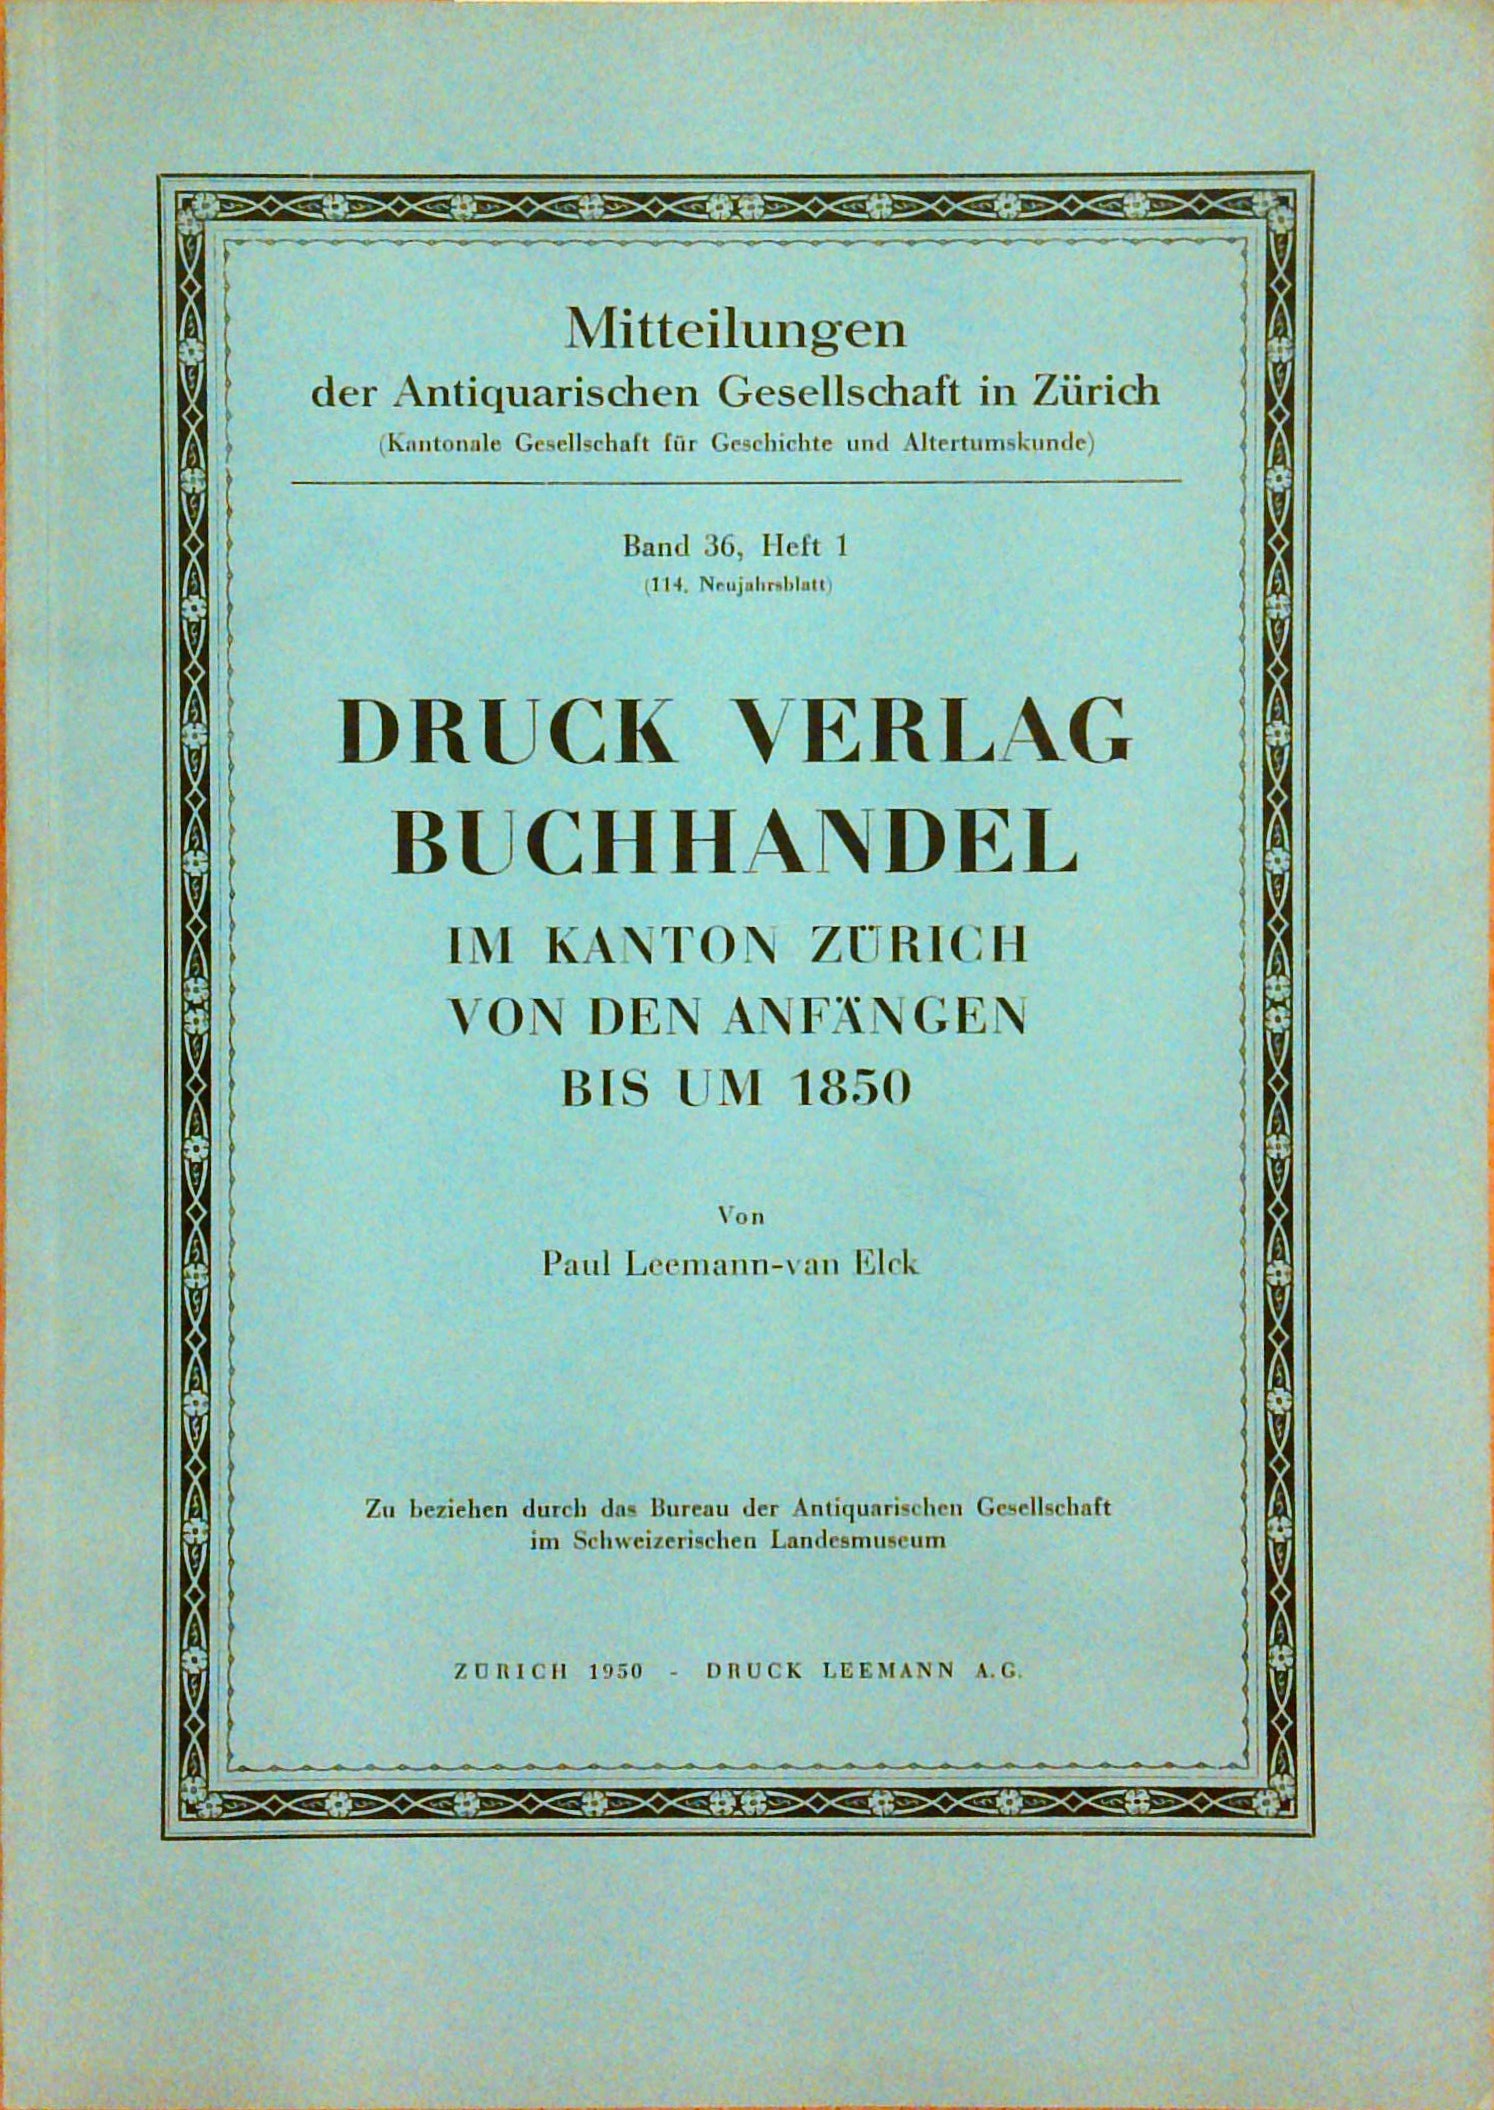 Mitteilungen
der Antiquarischen Gesellschaft in Zürich
(Kantonale Gesellschaft für Geschichte und Altertumskunde)
Band 36, Heft 1
(114. Neujahrsblatt)
DRUCK VERLAG
BUCHHANDEL
IM KANTON ZÜRICH
VON DEN ANFÄNGEN
BIS UM 1850
Von
Paul Leemann-van Elck
Zu beziehen durch das Bureau der Antiquarischen Gesellschaft
im Schweizerischen Landesmuseum
ZÜRICH 1950 - DRUCK LEEMANN A.G.